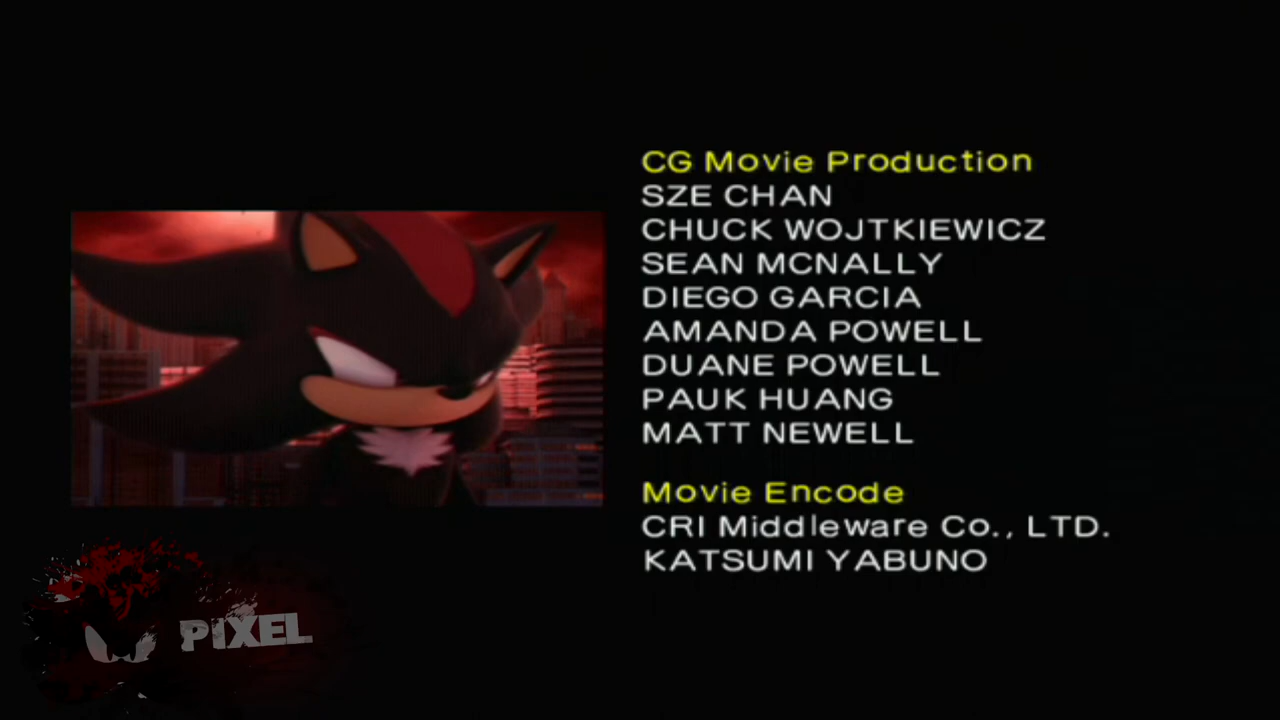 CG Movie Production
SZE CHAN
CHUCK WOJTKIEWICZ
SEAN MCNALLY
DIEGO GARCIA
AMANDA POWELL
DUANE POWELL
PAUK HUANG
MATT NEWELL
Movie Encode
CRI Middleware Co., LTD.
KATSUMI YABUNO
PIXEL